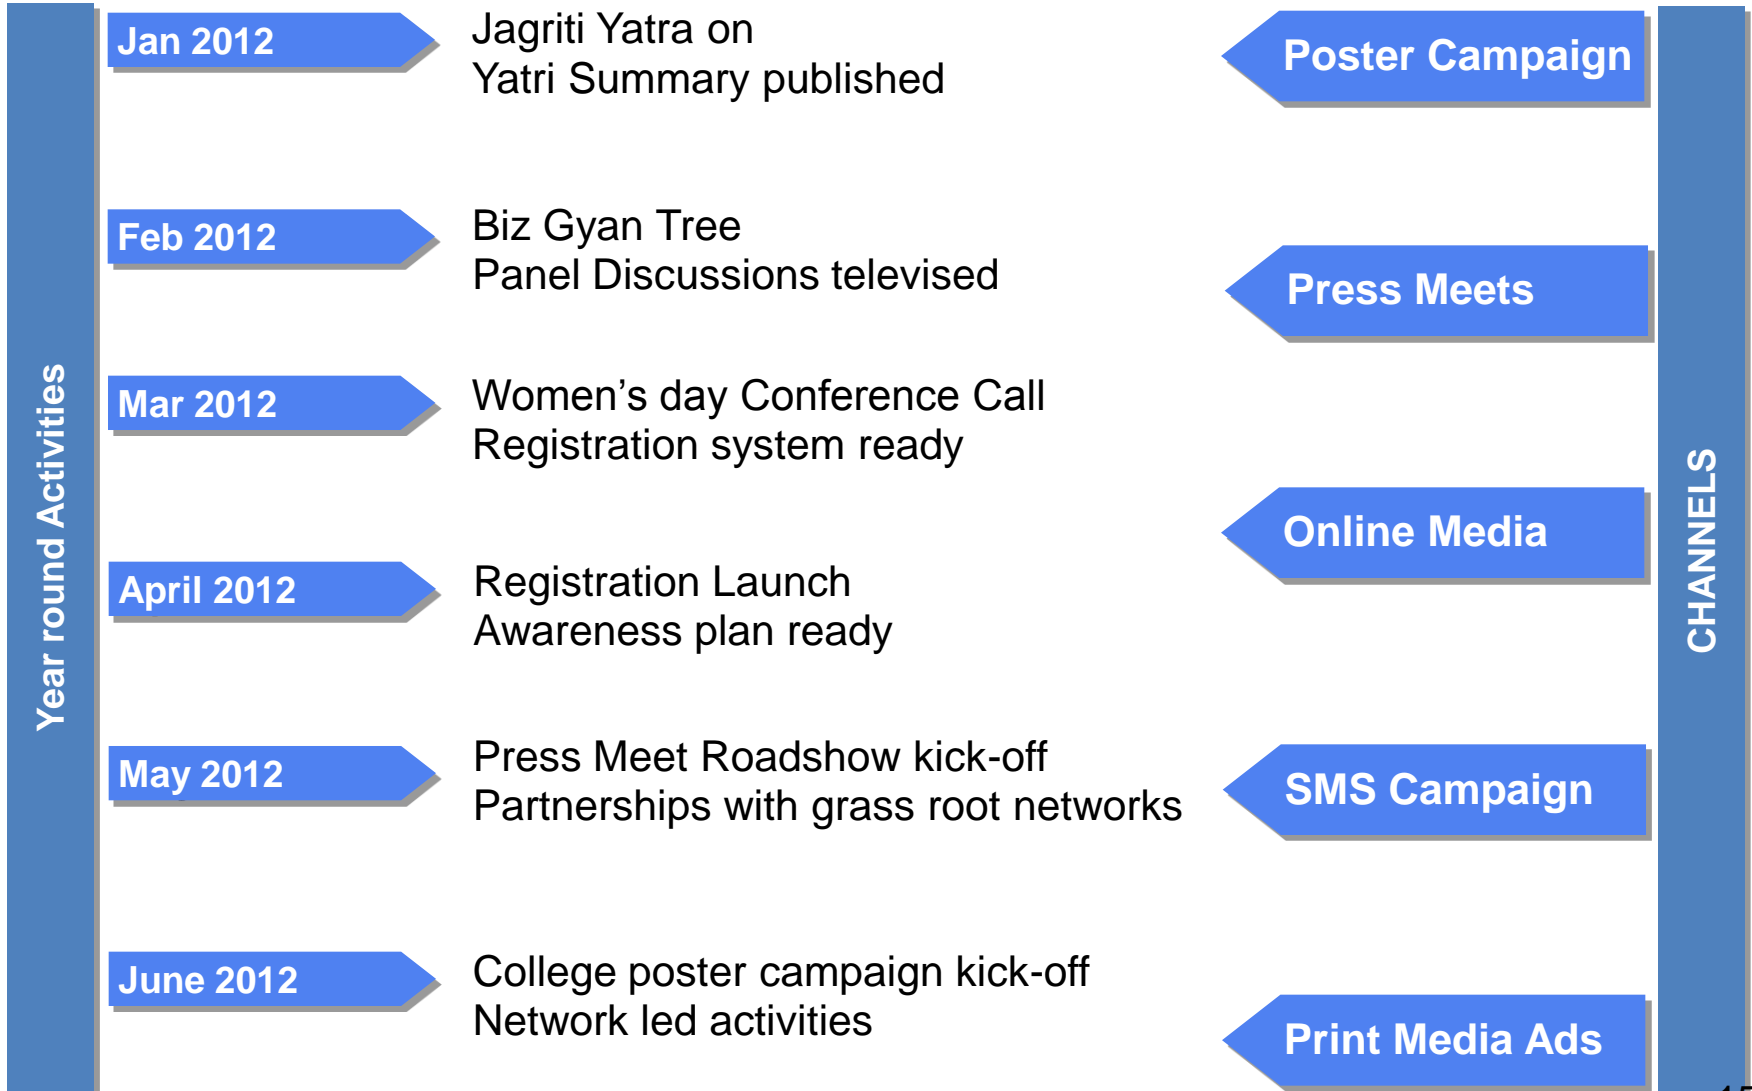 Year round Activities
Jan 2012
Jagriti Yatra on
Yatri Summary published
Feb 2012
Biz Gyan Tree
Panel Discussions televised
Mar 2012
Women’s day Conference Call
Registration system ready
April 2012
Registration Launch
Awareness plan ready
May 2012
Press Meet Roadshow kick-off
Partnerships with grass root networks
June 2012
College poster campaign kick-off
Network led activities
Poster Campaign
Press Meets
Online Media
SMS Campaign
Print Media Ads
CHANNELS